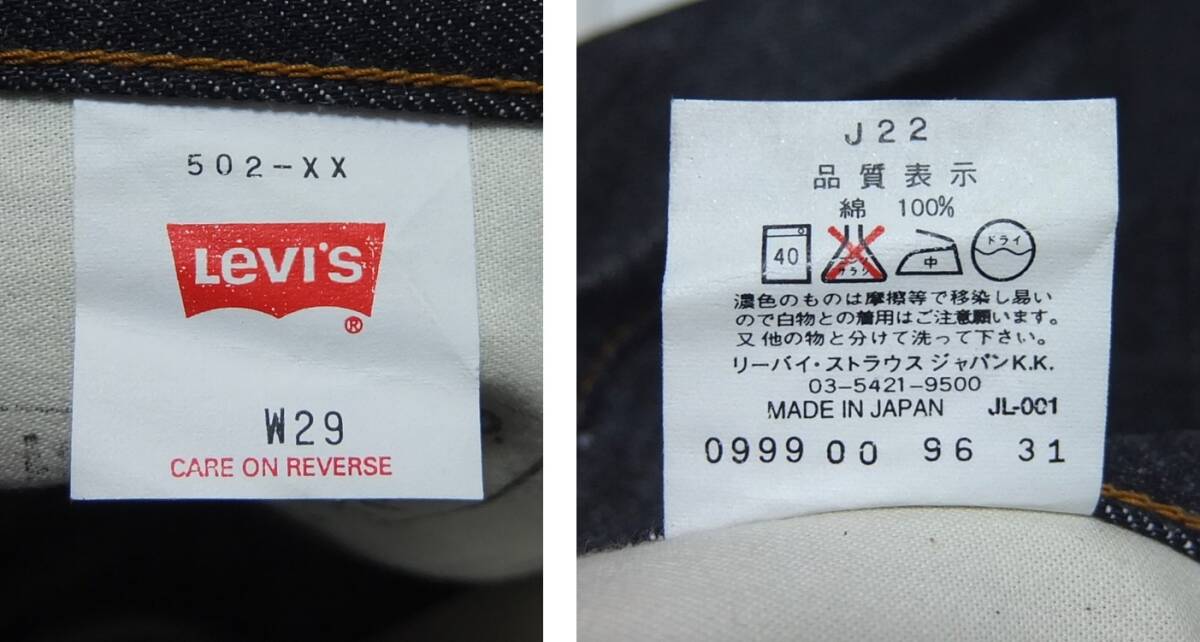 502-XX
LEVI'S
®
W29
CARE ON REVERSE
J22
品質表示
綿 100%
40 中 ドライ
濃色のものは摩擦等で移染し易い
ので白物との着用はご注意願います。
又他の物と分けて洗って下さい。
リーバイ・ストラウス ジャパンK.K.
03-5421-9500
MADE IN JAPAN JL-001
0999 00 96 31